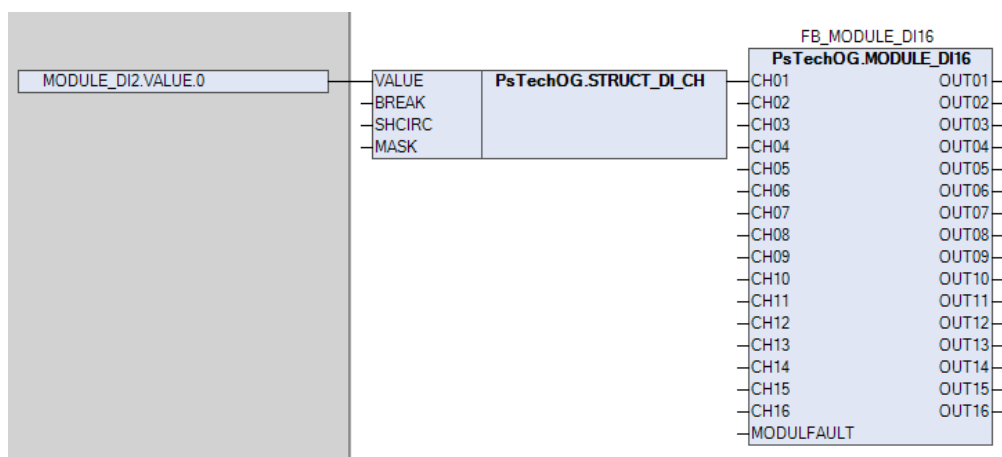 FB_MODULE_DI16
MODULE_DI2.VALUE.0
VALUE PsTechOG.STRUCT_DI_CH
BREAK
SHCIRC
MASK
PsTechOG.MODULE_DI16
CH01 OUT01
CH02 OUT02
CH03 OUT03
CH04 OUT04
CH05 OUT05
CH06 OUT06
CH07 OUT07
CH08 OUT08
CH09 OUT09
CH10 OUT10
CH11 OUT11
CH12 OUT12
CH13 OUT13
CH14 OUT14
CH15 OUT15
CH16 OUT16
MODULFAULT